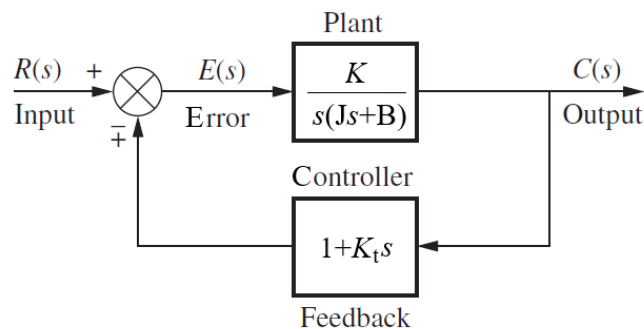 Plant
R(s) + E(s) K C(s)
Input Error s(Js+B) Output
∓
Controller
1+Kₜs
Feedback